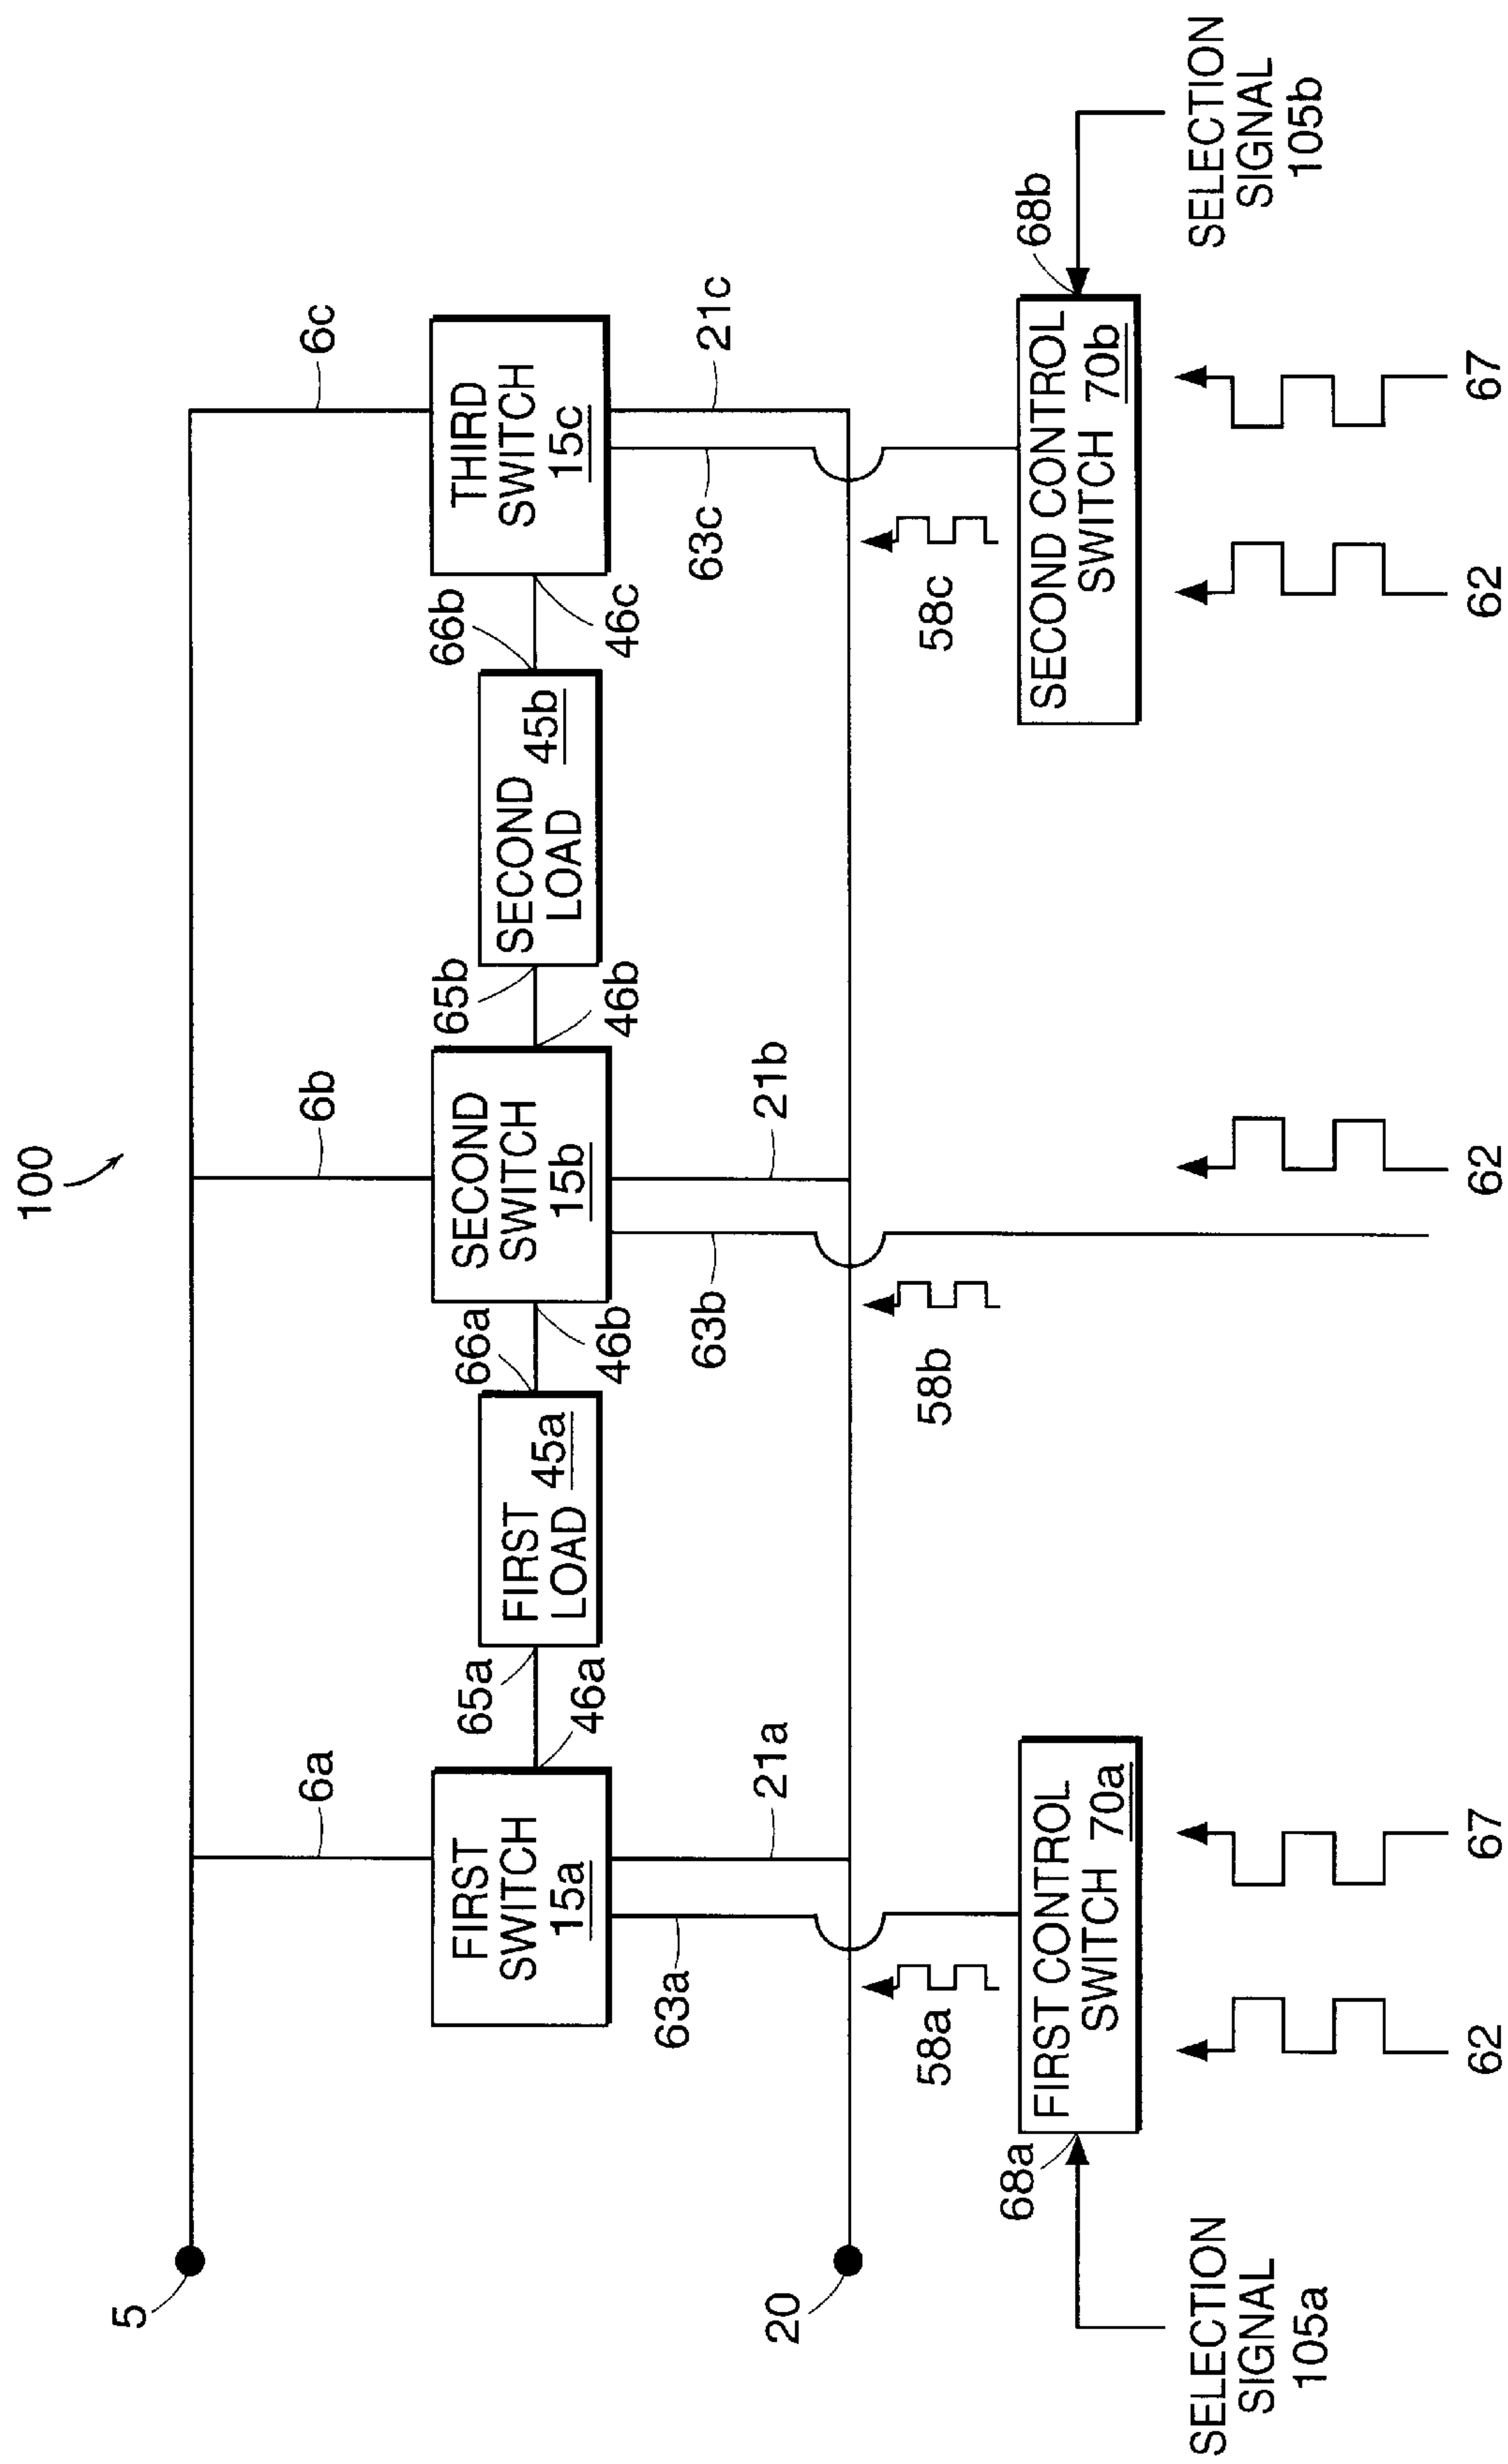 100
5
6a
6b
6c
FIRST
SWITCH
15a
65a
46a
FIRST
LOAD 45a
66a
46b
SECOND
SWITCH
15b
65b
46b
SECOND
LOAD 45b
66b
46c
THIRD
SWITCH
15c
63a
21a
63b
21b
63c
21c
20
58a
58b
58c
68a
FIRST CONTROL
SWITCH 70a
SECOND CONTROL
SWITCH 70b
68b
SELECTION
SIGNAL
105a
62
67
62
62
67
SELECTION
SIGNAL
105b